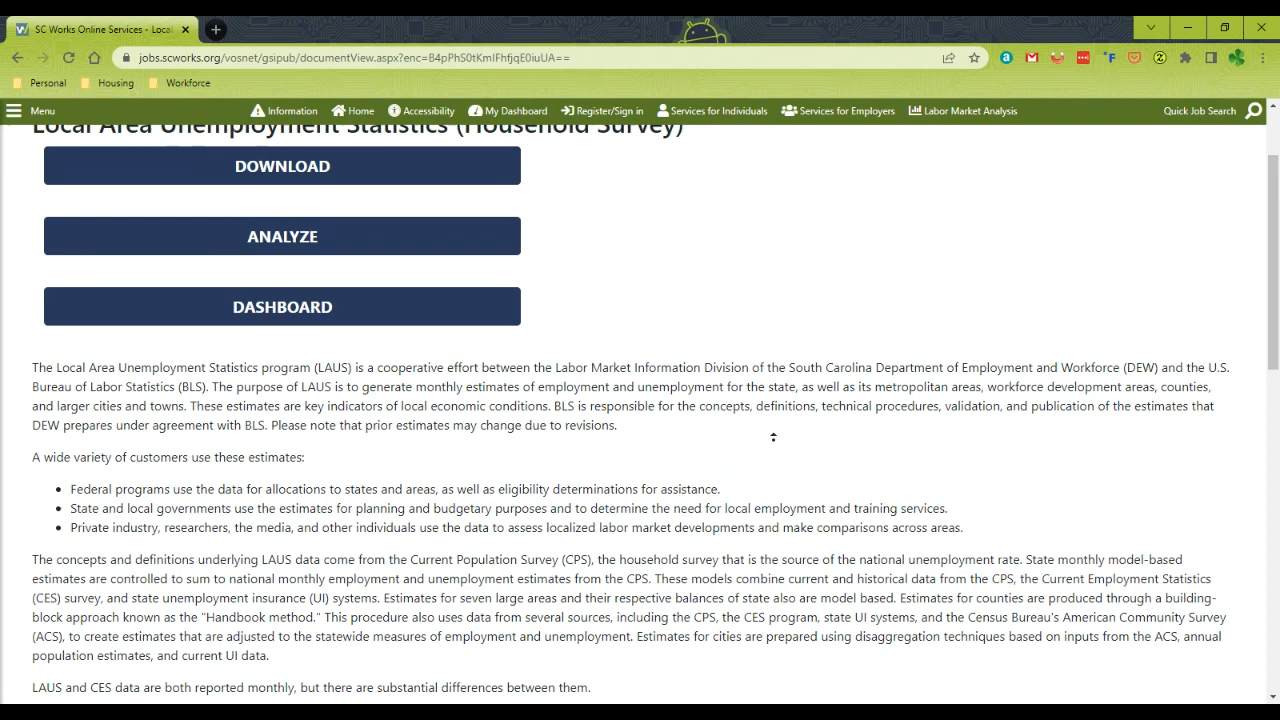 SC Works Online Services - Local
jobs.scworks.org/vosnet/gsipub/documentView.aspx?enc=B4pPhS0tKmIFhfjqE0iuUA==
Personal Housing Workforce
Menu Information Home Accessibility My Dashboard Register/Sign in Services for Individuals Services for Employers Labor Market Analysis Quick Job Search
Local Area Unemployment Statistics (Household Survey)
DOWNLOAD
ANALYZE
DASHBOARD
The Local Area Unemployment Statistics program (LAUS) is a cooperative effort between the Labor Market Information Division of the South Carolina Department of Employment and Workforce (DEW) and the U.S.
Bureau of Labor Statistics (BLS). The purpose of LAUS is to generate monthly estimates of employment and unemployment for the state, as well as its metropolitan areas, workforce development areas, counties,
and larger cities and towns. These estimates are key indicators of local economic conditions. BLS is responsible for the concepts, definitions, technical procedures, validation, and publication of the estimates that
DEW prepares under agreement with BLS. Please note that prior estimates may change due to revisions.
A wide variety of customers use these estimates:
• Federal programs use the data for allocations to states and areas, as well as eligibility determinations for assistance.
• State and local governments use the estimates for planning and budgetary purposes and to determine the need for local employment and training services.
• Private industry, researchers, the media, and other individuals use the data to assess localized labor market developments and make comparisons across areas.
The concepts and definitions underlying LAUS data come from the Current Population Survey (CPS), the household survey that is the source of the national unemployment rate. State monthly model-based
estimates are controlled to sum to national monthly employment and unemployment estimates from the CPS. These models combine current and historical data from the CPS, the Current Employment Statistics
(CES) survey, and state unemployment insurance (UI) systems. Estimates for seven large areas and their respective balances of state also are model based. Estimates for counties are produced through a building-
block approach known as the "Handbook method." This procedure also uses data from several sources, including the CPS, the CES program, state UI systems, and the Census Bureau's American Community Survey
(ACS), to create estimates that are adjusted to the statewide measures of employment and unemployment. Estimates for cities are prepared using disaggregation techniques based on inputs from the ACS, annual
population estimates, and current UI data.
LAUS and CES data are both reported monthly, but there are substantial differences between them.